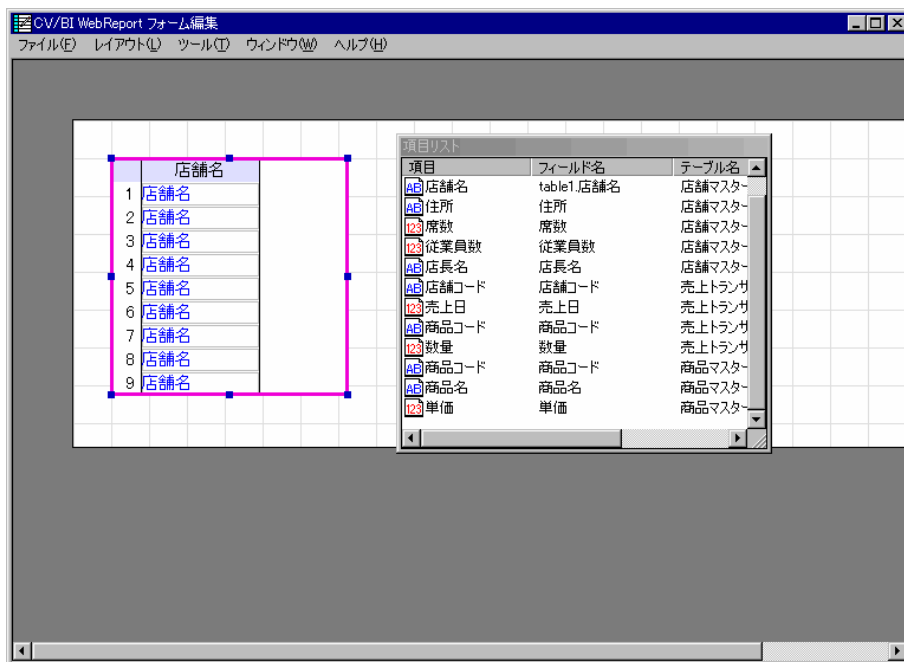 CV/BI WebReport フォーム編集
ファイル(F) レイアウト(L) ツール(T) ウィンドウ(W) ヘルプ(H)
店舗名
1 店舗名
2 店舗名
3 店舗名
4 店舗名
5 店舗名
6 店舗名
7 店舗名
8 店舗名
9 店舗名
項目リスト
項目 フィールド名 テーブル名
AB 店舗名 table1.店舗名 店舗マスター
AB 住所 住所 店舗マスター
123 席数 席数 店舗マスター
123 従業員数 従業員数 店舗マスター
AB 店長名 店長名 店舗マスター
AB 店舗コード 店舗コード 売上トランザ
123 売上日 売上日 売上トランザ
AB 商品コード 商品コード 売上トランザ
123 数量 数量 売上トランザ
AB 商品コード 商品コード 商品マスター
AB 商品名 商品名 商品マスター
123 単価 単価 商品マスター